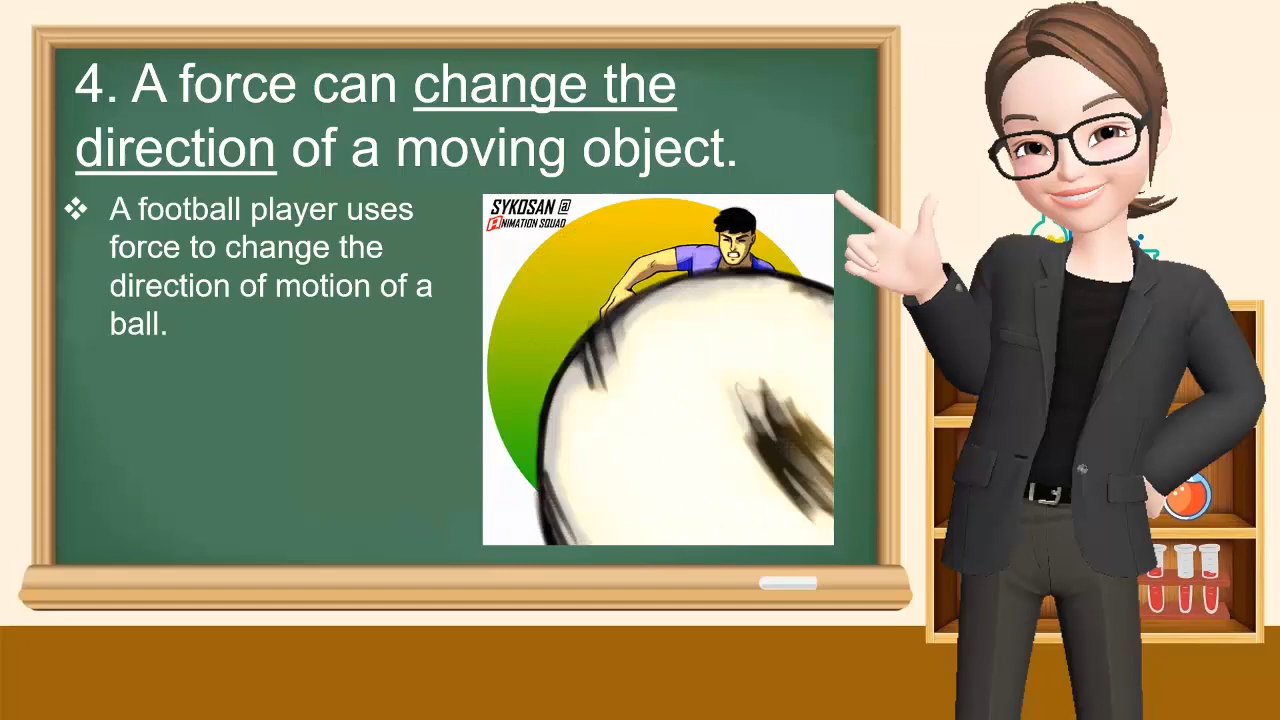 4. A force can change the
direction of a moving object.
❖ A football player uses
force to change the
direction of motion of a
ball.
SYKOSAN @
ANIMATION SQUAD